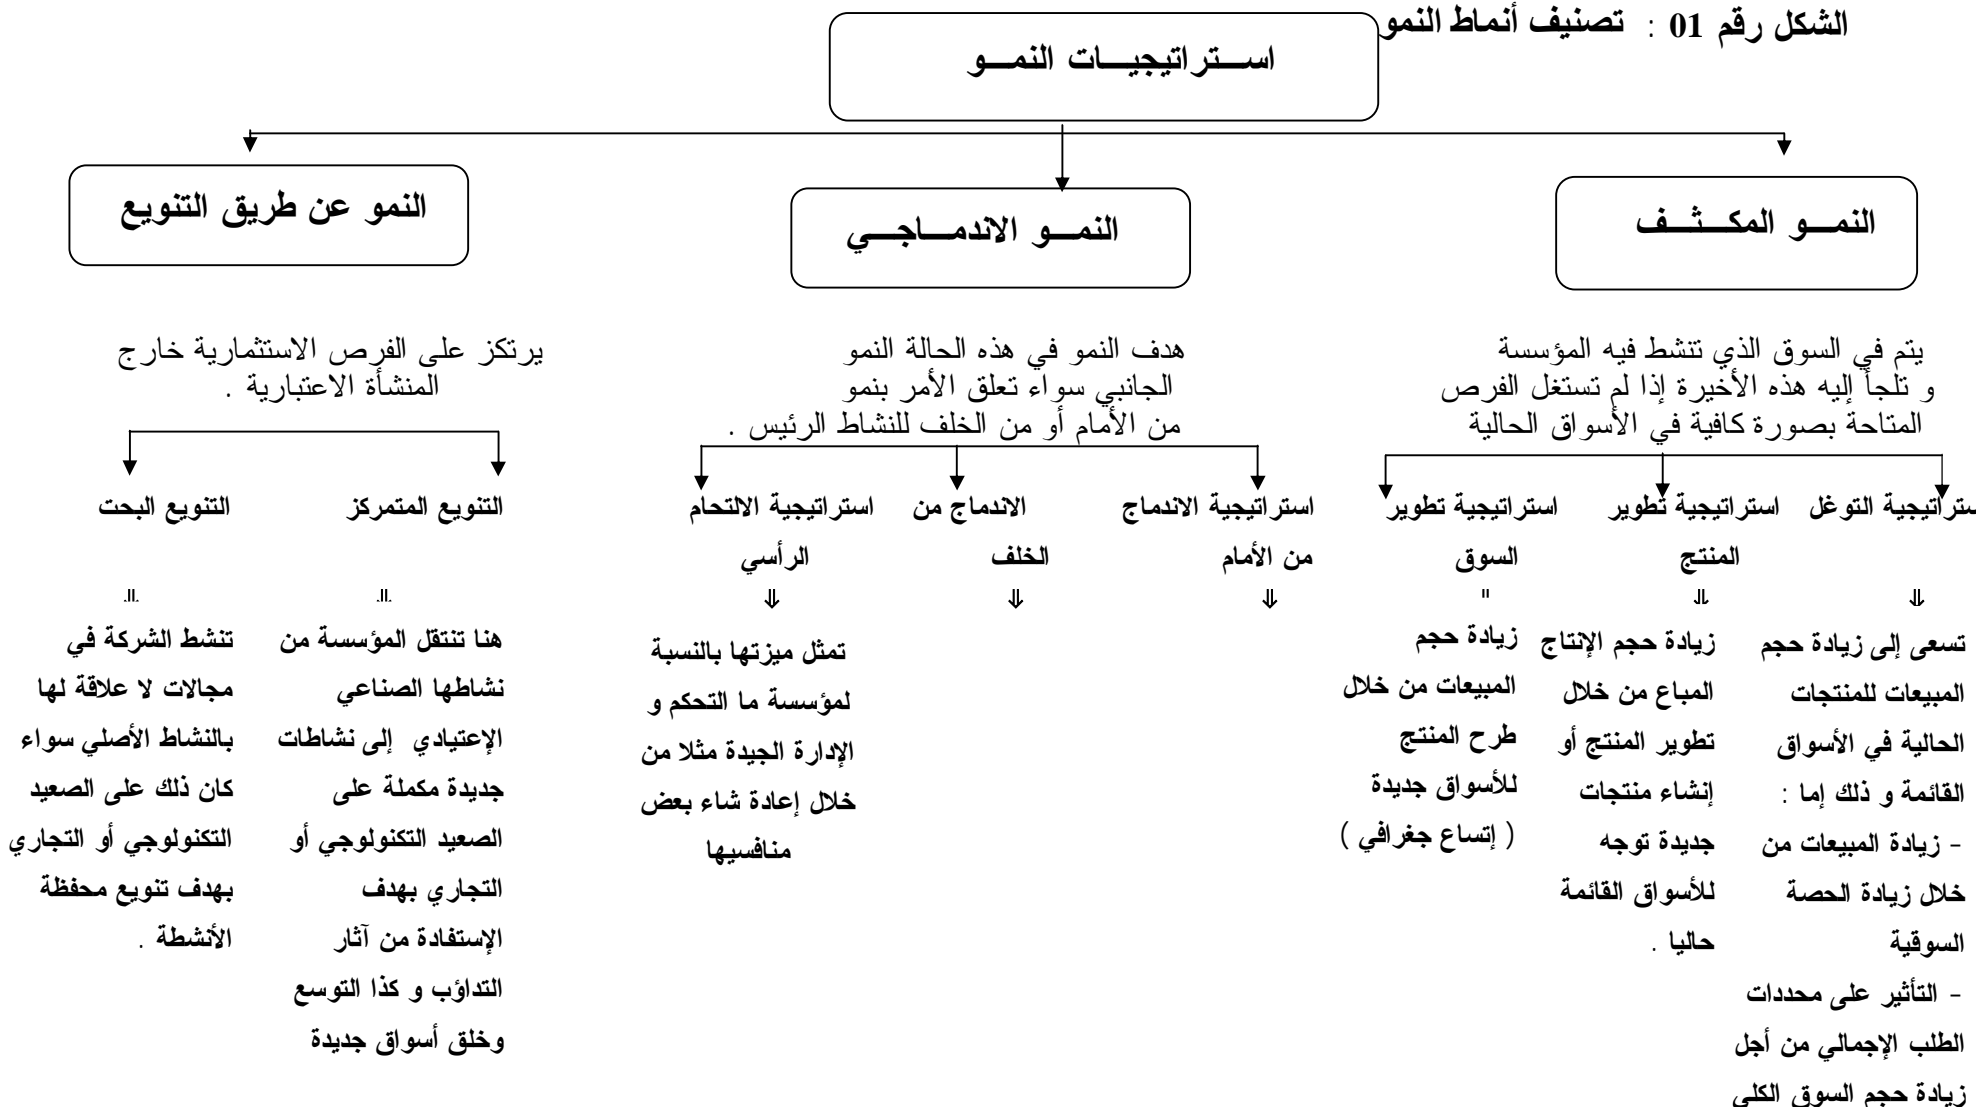 الشكل رقم 01 : تصنيف أنماط النمو
استراتيجيات النمو
النمو المكثف
النمو الاندماجي
النمو عن طريق التنويع
يتم في السوق الذي تنشط فيه المؤسسة
و تلجأ إليه هذه الأخيرة إذا لم تستغل الفرص
المتاحة بصورة كافية في الأسواق الحالية
هدف النمو في هذه الحالة النمو
الجانبي سواء تعلق الأمر بنمو
من الأمام أو من الخلف للنشاط الرئيس .
يرتكز على الفرص الاستثمارية خارج
المنشأة الاعتبارية .
ستراتيجية التوغل
تسعى إلى زيادة حجم
المبيعات للمنتجات
الحالية في الأسواق
القائمة و ذلك إما :
- زيادة المبيعات من
خلال زيادة الحصة
السوقية
- التأثير على محددات
الطلب الإجمالي من أجل
زيادة حجم السوق الكلي
استراتيجية تطوير
المنتج
زيادة حجم الإنتاج
المباع من خلال
تطوير المنتج أو
إنشاء منتجات
جديدة توجه
للأسواق القائمة
حاليا .
استراتيجية تطوير
السوق
زيادة حجم
المبيعات من خلال
طرح المنتج
للأسواق جديدة
( إتساع جغرافي )
استراتيجية الاندماج
من الأمام
الاندماج من
الخلف
استراتيجية الالتحام
الرأسي
تمثل ميزتها بالنسبة
لمؤسسة ما التحكم و
الإدارة الجيدة مثلا من
خلال إعادة شاء بعض
منافسيها
التنويع المتمركز
هنا تنتقل المؤسسة من
نشاطها الصناعي
الإعتيادي إلى نشاطات
جديدة مكملة على
الصعيد التكنولوجي أو
التجاري بهدف
الإستفادة من آثار
التداؤب و كذا التوسع
وخلق أسواق جديدة
التنويع البحت
تنشط الشركة في
مجالات لا علاقة لها
بالنشاط الأصلي سواء
كان ذلك على الصعيد
التكنولوجي أو التجاري
بهدف تنويع محفظة
الأنشطة .